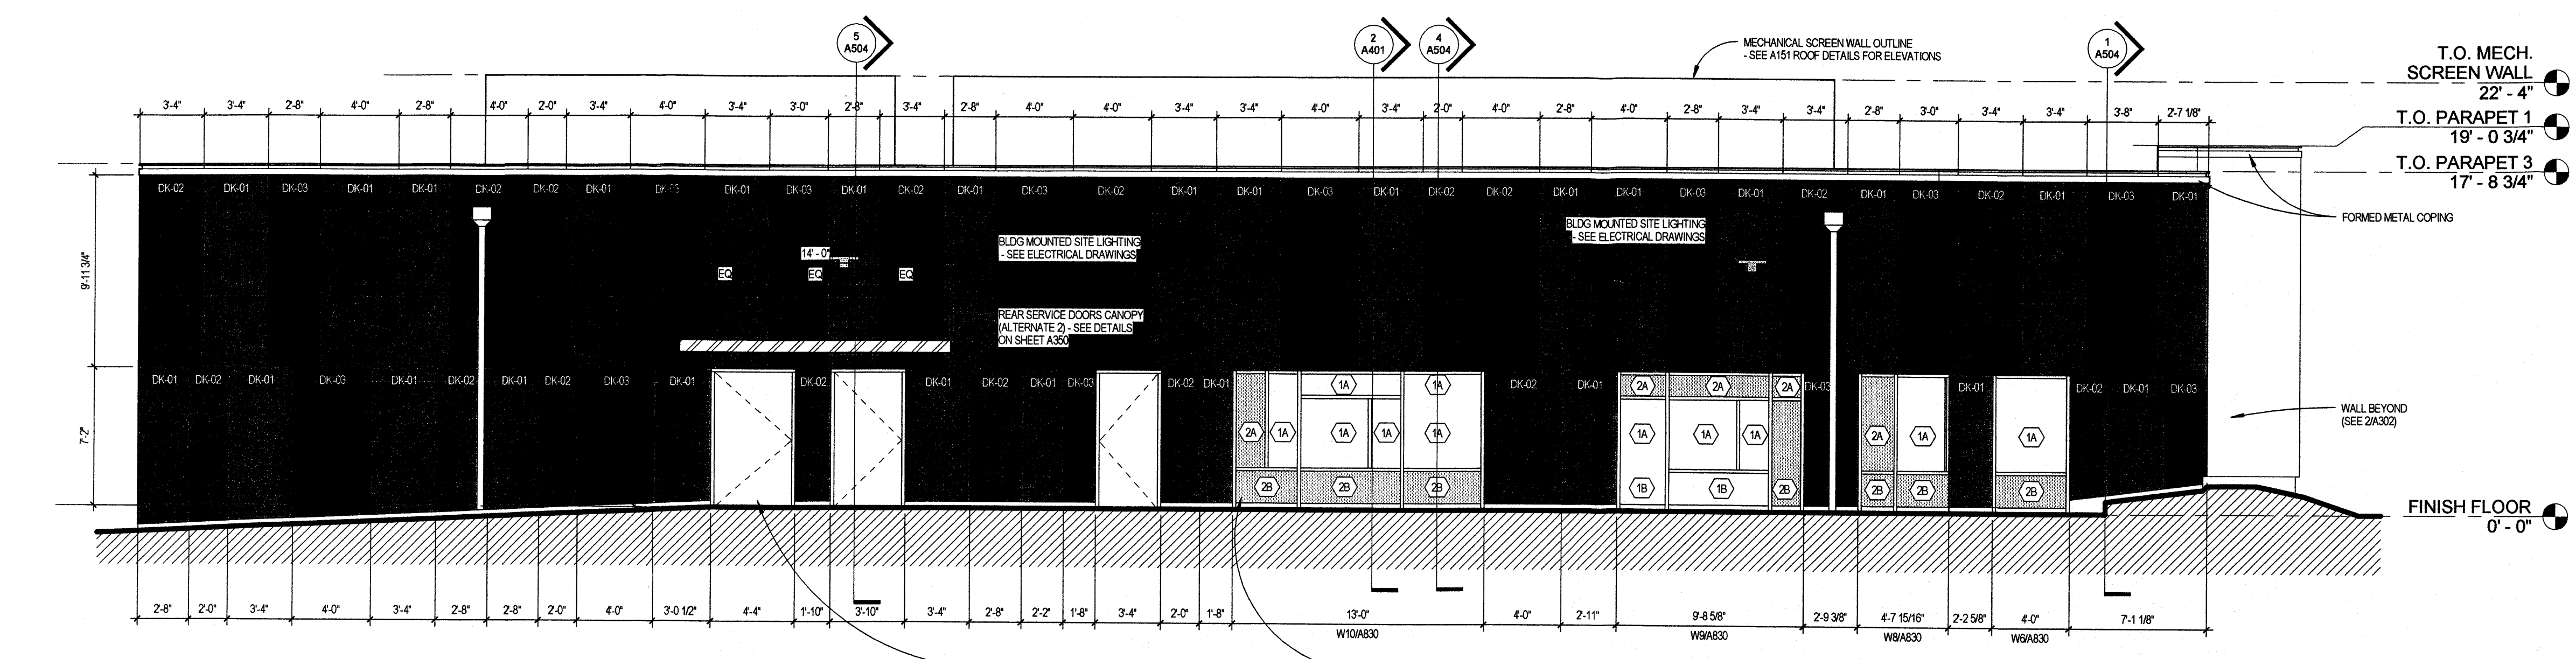 5
A504
2
A401
4
A504
1
A504
MECHANICAL SCREEN WALL OUTLINE
- SEE A151 ROOF DETAILS FOR ELEVATIONS
T.O. MECH.
SCREEN WALL
22' - 4"
T.O. PARAPET 1
19' - 0 3/4"
T.O. PARAPET 3
17' - 8 3/4"
3'-4" 3'-4" 2'-8" 4'-0" 2'-8" 4'-0" 2'-0" 3'-4" 4'-0" 3'-4" 3'-0" 2'-8" 3'-4" 2'-8" 4'-0" 4'-0" 3'-4" 3'-4" 4'-0" 3'-4" 2'-0" 4'-0" 2'-8" 4'-0" 2'-8" 3'-4" 3'-4" 2'-8" 3'-0" 3'-4" 3'-4" 3'-8" 2'-7 1/8"
DK-02 DK-01 DK-03 DK-01 DK-01 DK-02 DK-02 DK-01 DK-03 DK-01 DK-03 DK-01 DK-02 DK-01 DK-03 DK-02 DK-01 DK-01 DK-03 DK-01 DK-02 DK-02 DK-01 DK-01 DK-03 DK-01 DK-02 DK-01 DK-03 DK-02 DK-01 DK-03 DK-01
FORMED METAL COPING
BLDG MOUNTED SITE LIGHTING
- SEE ELECTRICAL DRAWINGS
BLDG MOUNTED SITE LIGHTING
- SEE ELECTRICAL DRAWINGS
14' - 0"
EQ EQ EQ
9'-11 3/4"
REAR SERVICE DOORS CANOPY
(ALTERNATE 2) - SEE DETAILS
ON SHEET A350
DK-01 DK-02 DK-01 DK-03 DK-01 DK-02 DK-01 DK-02 DK-03 DK-01 DK-02 DK-01 DK-02 DK-01 DK-03 DK-02 DK-01 1A 1A DK-02 DK-01 2A 2A 2A DK-03 DK-01 DK-02 DK-01 DK-03
7'-2"
2A 1A 1A 1A 1A 1A 1A 1A 2A 1A 1A
2B 2B 2B 1B 1B 2B 2B 2B 2B
WALL BEYOND
(SEE 2/A302)
FINISH FLOOR
0' - 0"
2'-8" 2'-0" 3'-4" 4'-0" 3'-4" 2'-8" 2'-8" 2'-0" 4'-0" 3'-0 1/2" 4'-4" 1'-10" 3'-10" 3'-4" 2'-8" 2'-2" 1'-8" 3'-4" 2'-0" 1'-8" 13'-0" 4'-0" 2'-11" 9'-8 5/8" 2'-9 3/8" 4'-7 15/16" 2'-2 5/8" 4'-0" 7'-1 1/8"
W10/A830 W9/A830 W8/A830 W6/A830